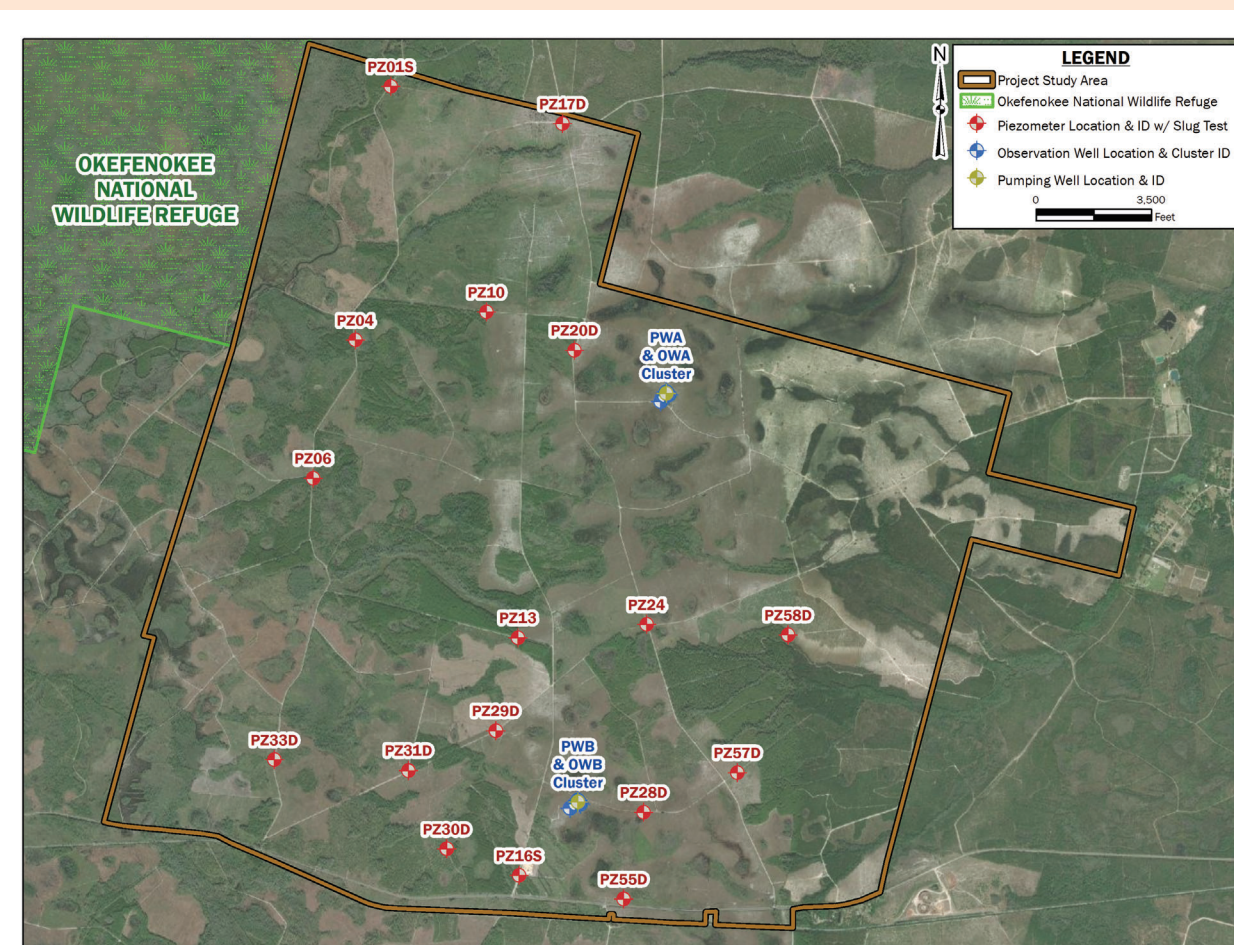 PZ01S
PZ17D
N
LEGEND
Project Study Area
Okefenokee National Wildlife Refuge
Piezometer Location & ID w/ Slug Test
Observation Well Location & Cluster ID
Pumping Well Location & ID
0 3,500
Feet
OKEFENOKEE
NATIONAL
WILDLIFE REFUGE
PZ10
PZ04
PZ20D
PWA
& OWA
Cluster
PZ06
PZ24
PZ13
PZ58D
PZ29D
PZ33D
PZ31D
PWB
& OWB
Cluster
PZ57D
PZ28D
PZ30D
PZ16S
PZ55D